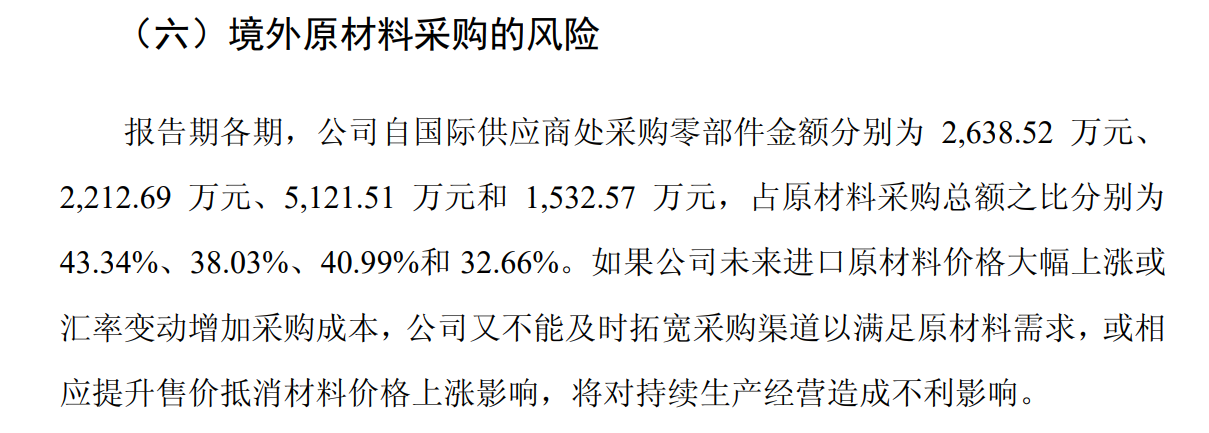 （六）境外原材料采购的风险
报告期各期，公司自国际供应商处采购零部件金额分别为 2,638.52 万元、
2,212.69 万元、5,121.51 万元和 1,532.57 万元，占原材料采购总额之比分别为
43.34%、38.03%、40.99%和 32.66%。如果公司未来进口原材料价格大幅上涨或
汇率变动增加采购成本，公司又不能及时拓宽采购渠道以满足原材料需求，或相
应提升售价抵消材料价格上涨影响，将对持续生产经营造成不利影响。